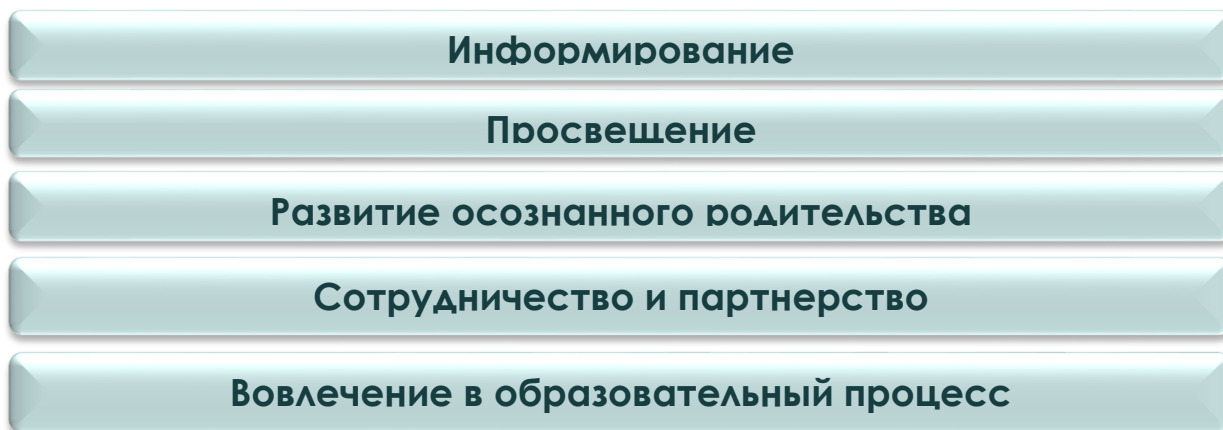 Информирование
Просвещение
Развитие осознанного родительства
Сотрудничество и партнерство
Вовлечение в образовательный процесс